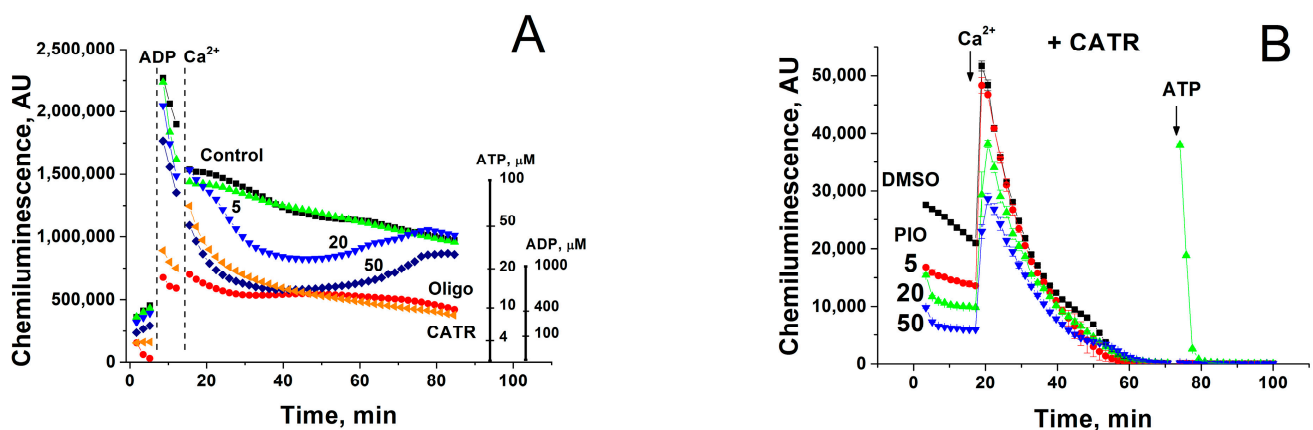 A
2,500,000
2,000,000
1,500,000
1,000,000
500,000
0
Chemiluminescence, AU
ADP
Ca²⁺
Control
5
20
50
Oligo
CATR
ATP, μM
100
50
20
10
4
ADP, μM
1000
400
100
0 20 40 60 80 100
Time, min
B
+ CATR
Ca²⁺
ATP
50,000
40,000
30,000
20,000
10,000
0
Chemiluminescence, AU
DMSO
PIO
5
20
50
0 20 40 60 80 100
Time, min